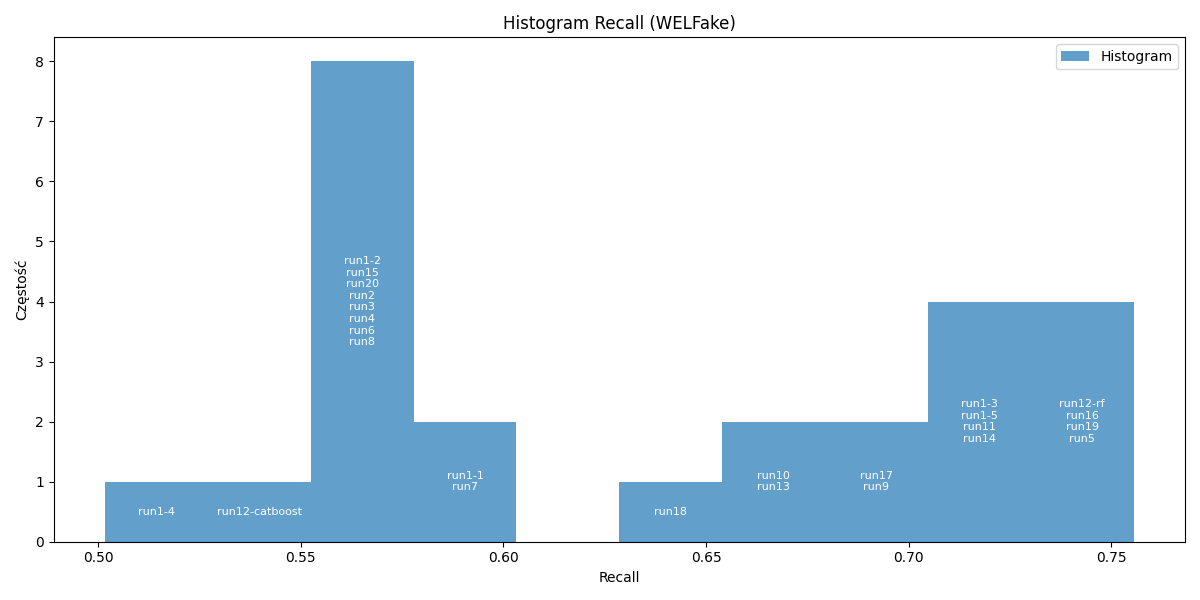 Histogram Recall (WELFake)
Histogram
Częstość
8
7
6
5
4
3
2
1
0
run1-4
run12-catboost
run1-2
run15
run20
run2
run3
run4
run6
run8
run1-1
run7
run18
run10
run13
run17
run9
run1-3
run1-5
run11
run14
run12-rf
run16
run19
run5
0.50 0.55 0.60 0.65 0.70 0.75
Recall